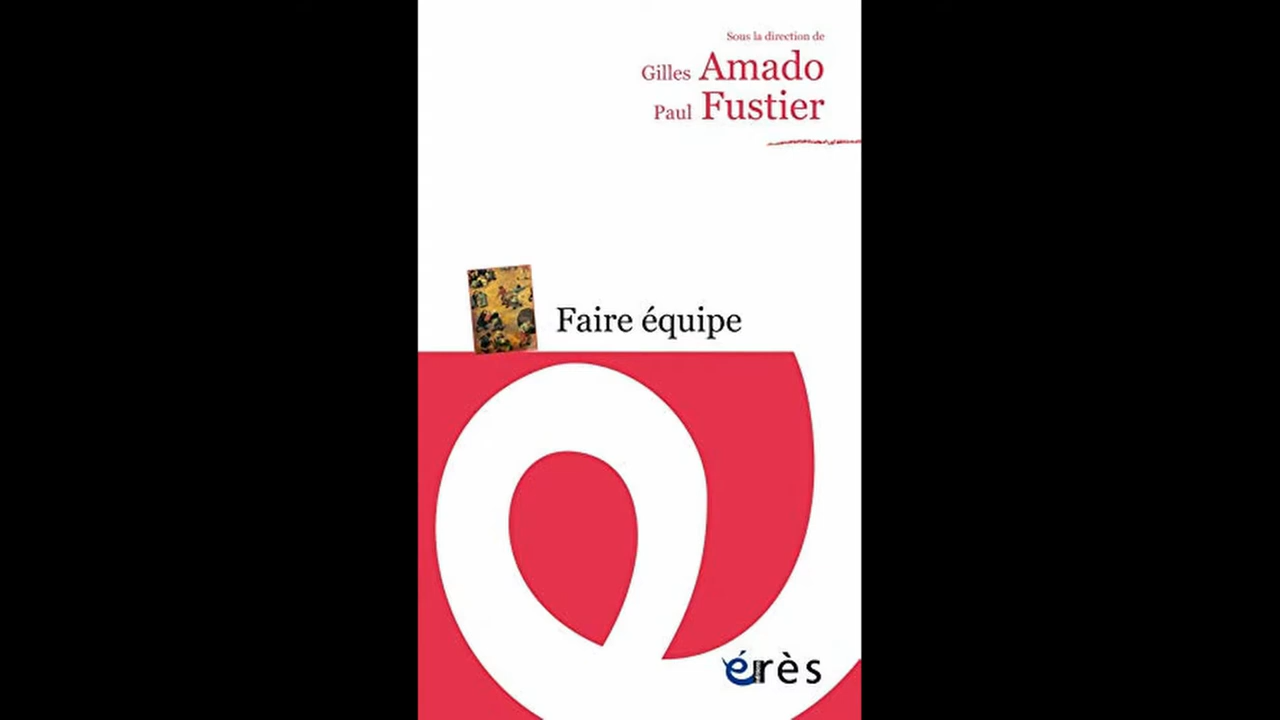 Sous la direction de
Gilles Amado
Paul Fustier
Faire équipe
érès